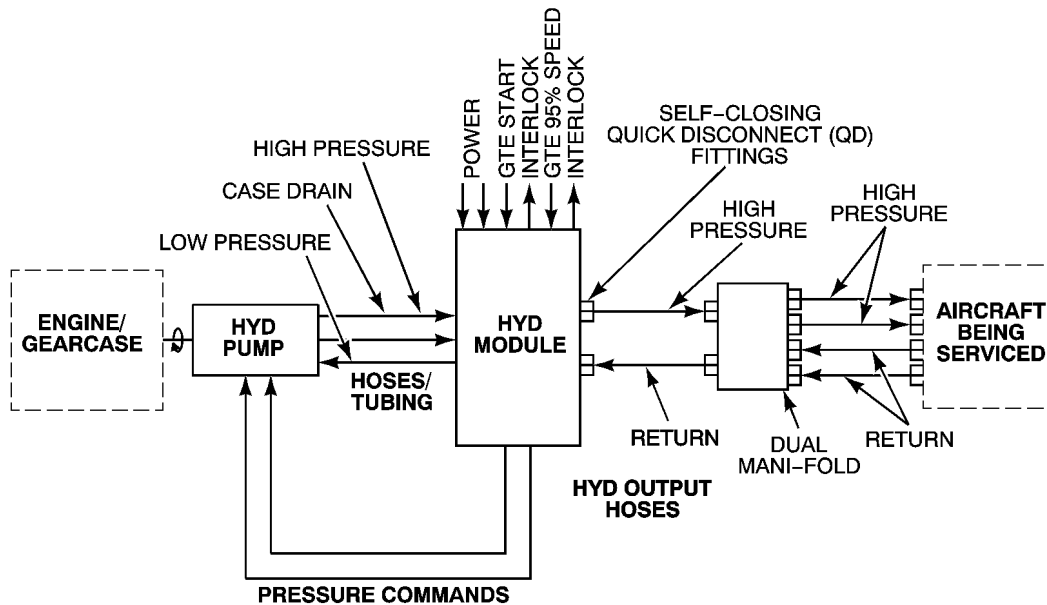 POWER
GTE START
INTERLOCK
GTE 95% SPEED
INTERLOCK
SELF-CLOSING
QUICK DISCONNECT (QD)
FITTINGS
HIGH PRESSURE
CASE DRAIN
LOW PRESSURE
HIGH
PRESSURE
HIGH
PRESSURE
ENGINE/
GEARCASE
HYD
PUMP
HYD
MODULE
AIRCRAFT
BEING
SERVICED
HOSES/
TUBING
RETURN
DUAL
MANI-FOLD
RETURN
HYD OUTPUT
HOSES
PRESSURE COMMANDS